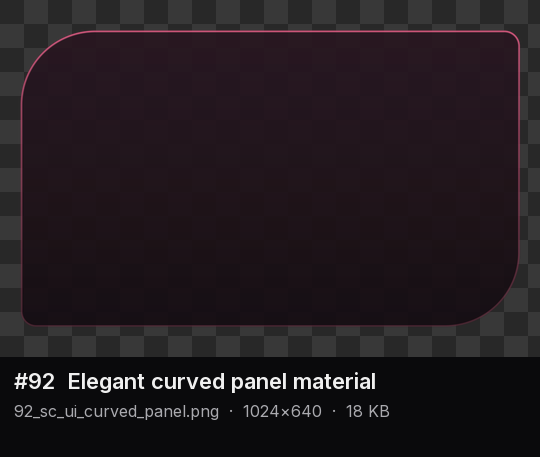 #92 Elegant curved panel material
92_sc_ui_curved_panel.png · 1024×640 · 18 KB